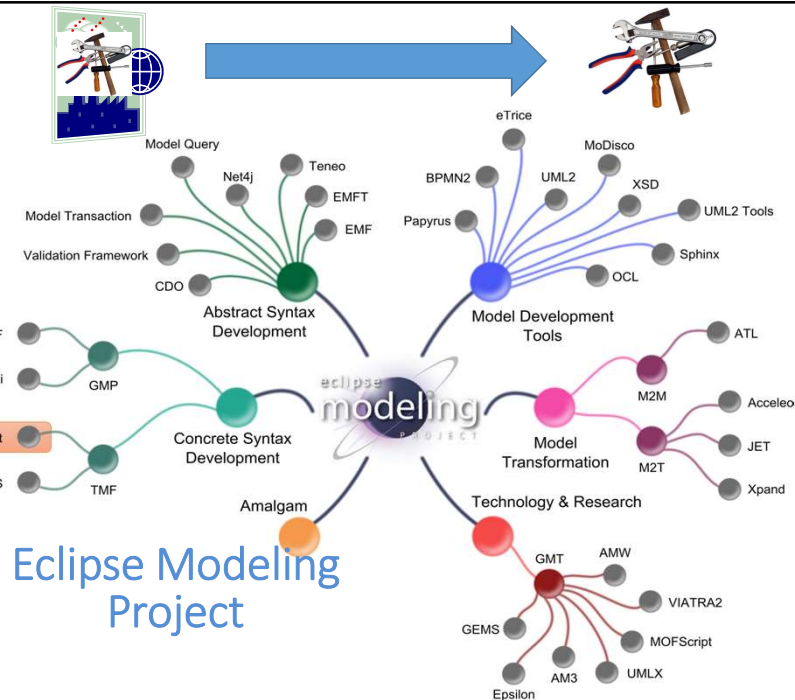 eTrice
Model Query
MoDisco
Net4j
Teneo
BPMN2
UML2
XSD
EMFT
Model Transaction
Papyrus
UML2 Tools
EMF
Validation Framework
Sphinx
CDO
OCL
Abstract Syntax
Development
Model Development
Tools
ATL
GMP
M2M
eclipse
modeling
PROJECT
Acceleo
Concrete Syntax
Development
Model
Transformation
JET
M2T
TMF
Xpand
Amalgam
Technology & Research
Eclipse Modeling
Project
GMT
AMW
VIATRA2
GEMS
MOFScript
AM3
UMLX
Epsilon